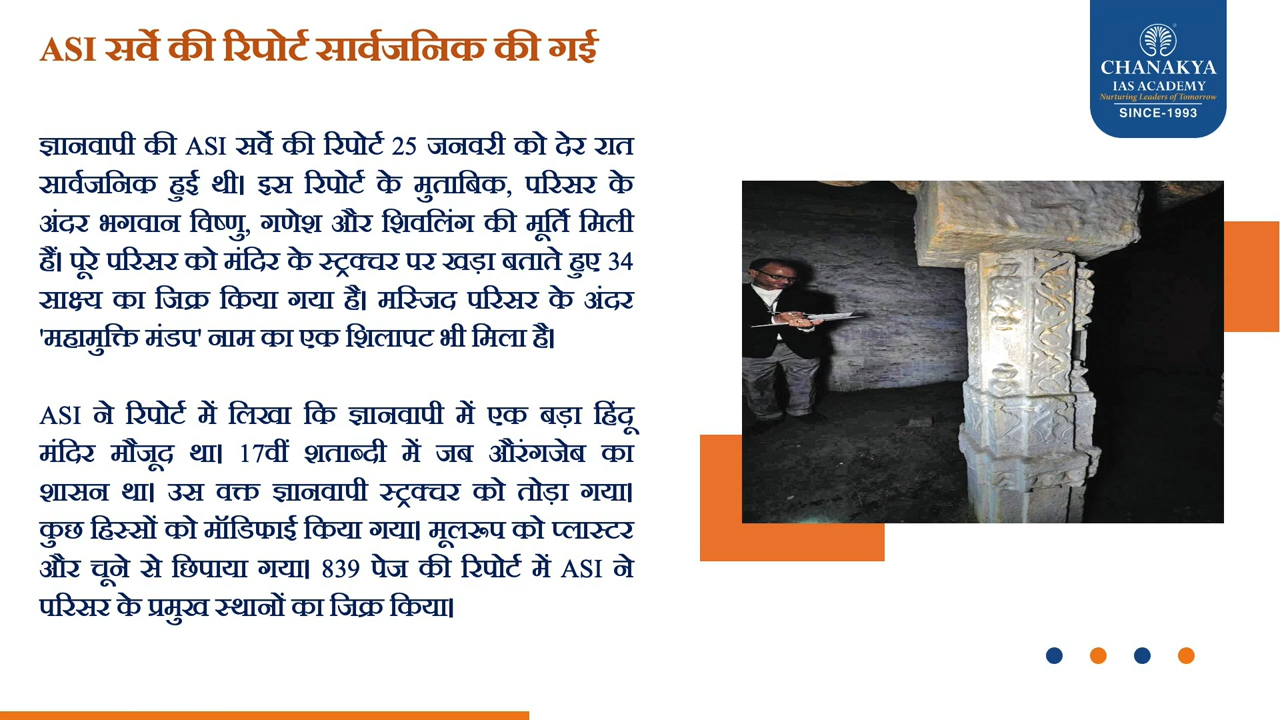 ASI सर्वे की रिपोर्ट सार्वजनिक की गई
CHANAKYA
IAS ACADEMY
Nurturing Leaders of Tomorrow
SINCE-1993
ज्ञानवापी की ASI सर्वे की रिपोर्ट 25 जनवरी को देर रात
सार्वजनिक हुई थी। इस रिपोर्ट के मुताबिक, परिसर के
अंदर भगवान विष्णु, गणेश और शिवलिंग की मूर्ति मिली
हैं। पूरे परिसर को मंदिर के स्ट्रक्चर पर खड़ा बताते हुए 34
साक्ष्य का जिक्र किया गया है। मस्जिद परिसर के अंदर
'महामुक्ति मंडप' नाम का एक शिलापट भी मिला है।
ASI ने रिपोर्ट में लिखा कि ज्ञानवापी में एक बड़ा हिंदू
मंदिर मौजूद था। 17वीं शताब्दी में जब औरंगजेब का
शासन था। उस वक्त ज्ञानवापी स्ट्रक्चर को तोड़ा गया।
कुछ हिस्सों को मॉडिफाई किया गया। मूलरूप को प्लास्टर
और चूने से छिपाया गया। 839 पेज की रिपोर्ट में ASI ने
परिसर के प्रमुख स्थानों का जिक्र किया।